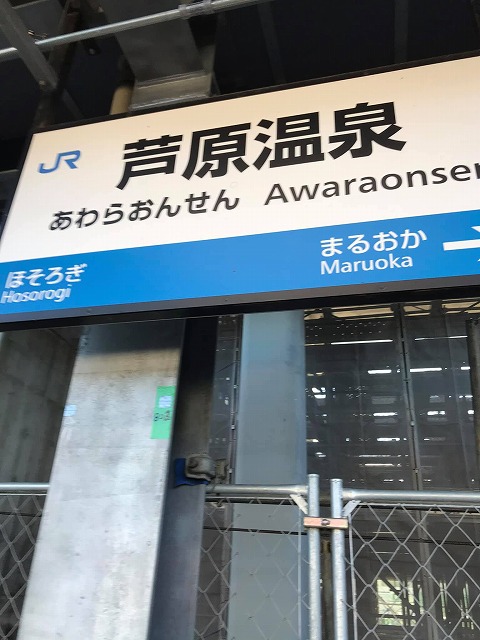 JR 芦原温泉
あわらおんせん Awaraonsen
ほそろぎ まるおか
Hosorogi Maruoka